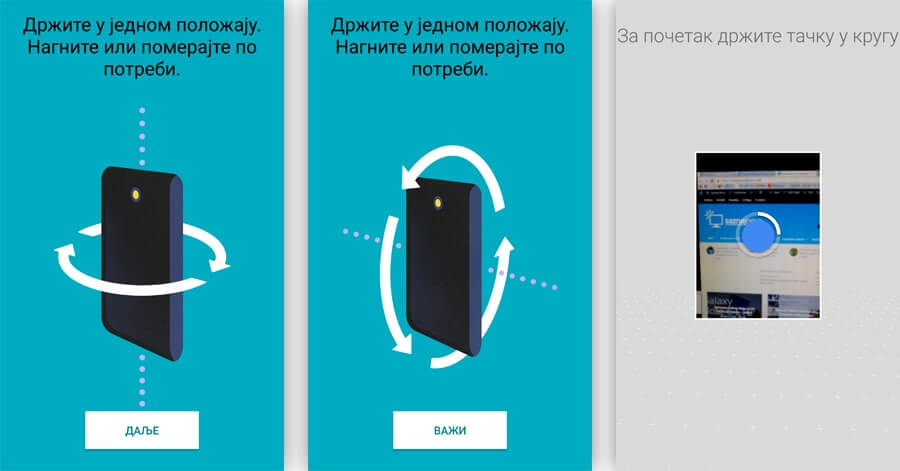 Држите у једном положају.
Нагните или померајте по
потреби.
ДАЉЕ
Држите у једном положају.
Нагните или померајте по
потреби.
ВАЖИ
За почетак држите тачку у кругу
Galaxy